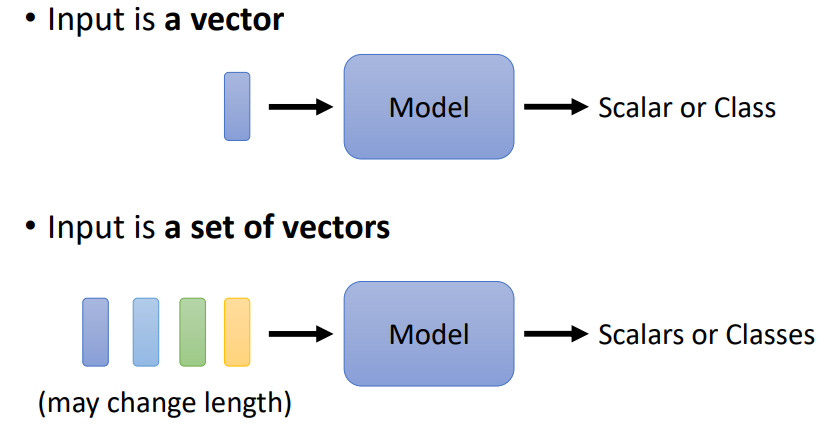 • Input is a vector
Model
Scalar or Class
• Input is a set of vectors
Model
Scalars or Classes
(may change length)